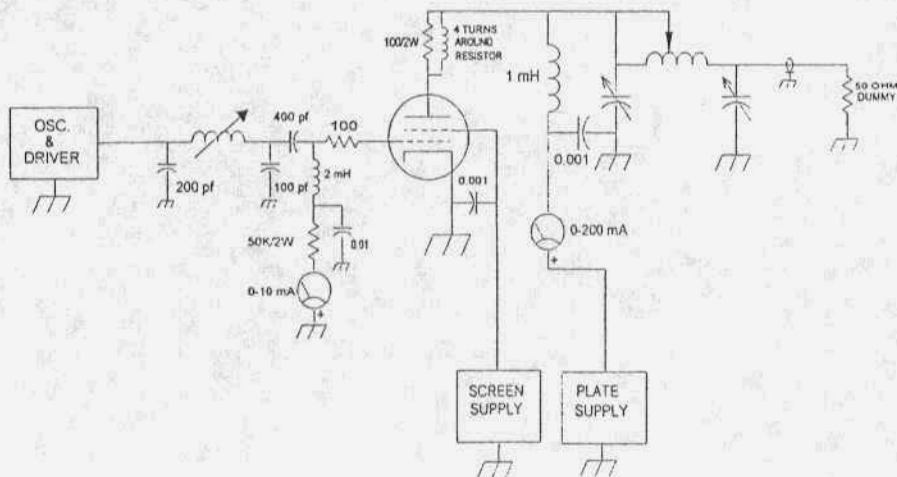 4 TURNS
AROUND
RESISTOR
100/2W
1 mH
50 OHM
DUMMY
OSC.
&
DRIVER
400 pf
100
200 pf
100 pf
2 mH
0.001
0.001
50K/2W
0.01
0-200 mA
+
0-10 mA
+
SCREEN
SUPPLY
PLATE
SUPPLY